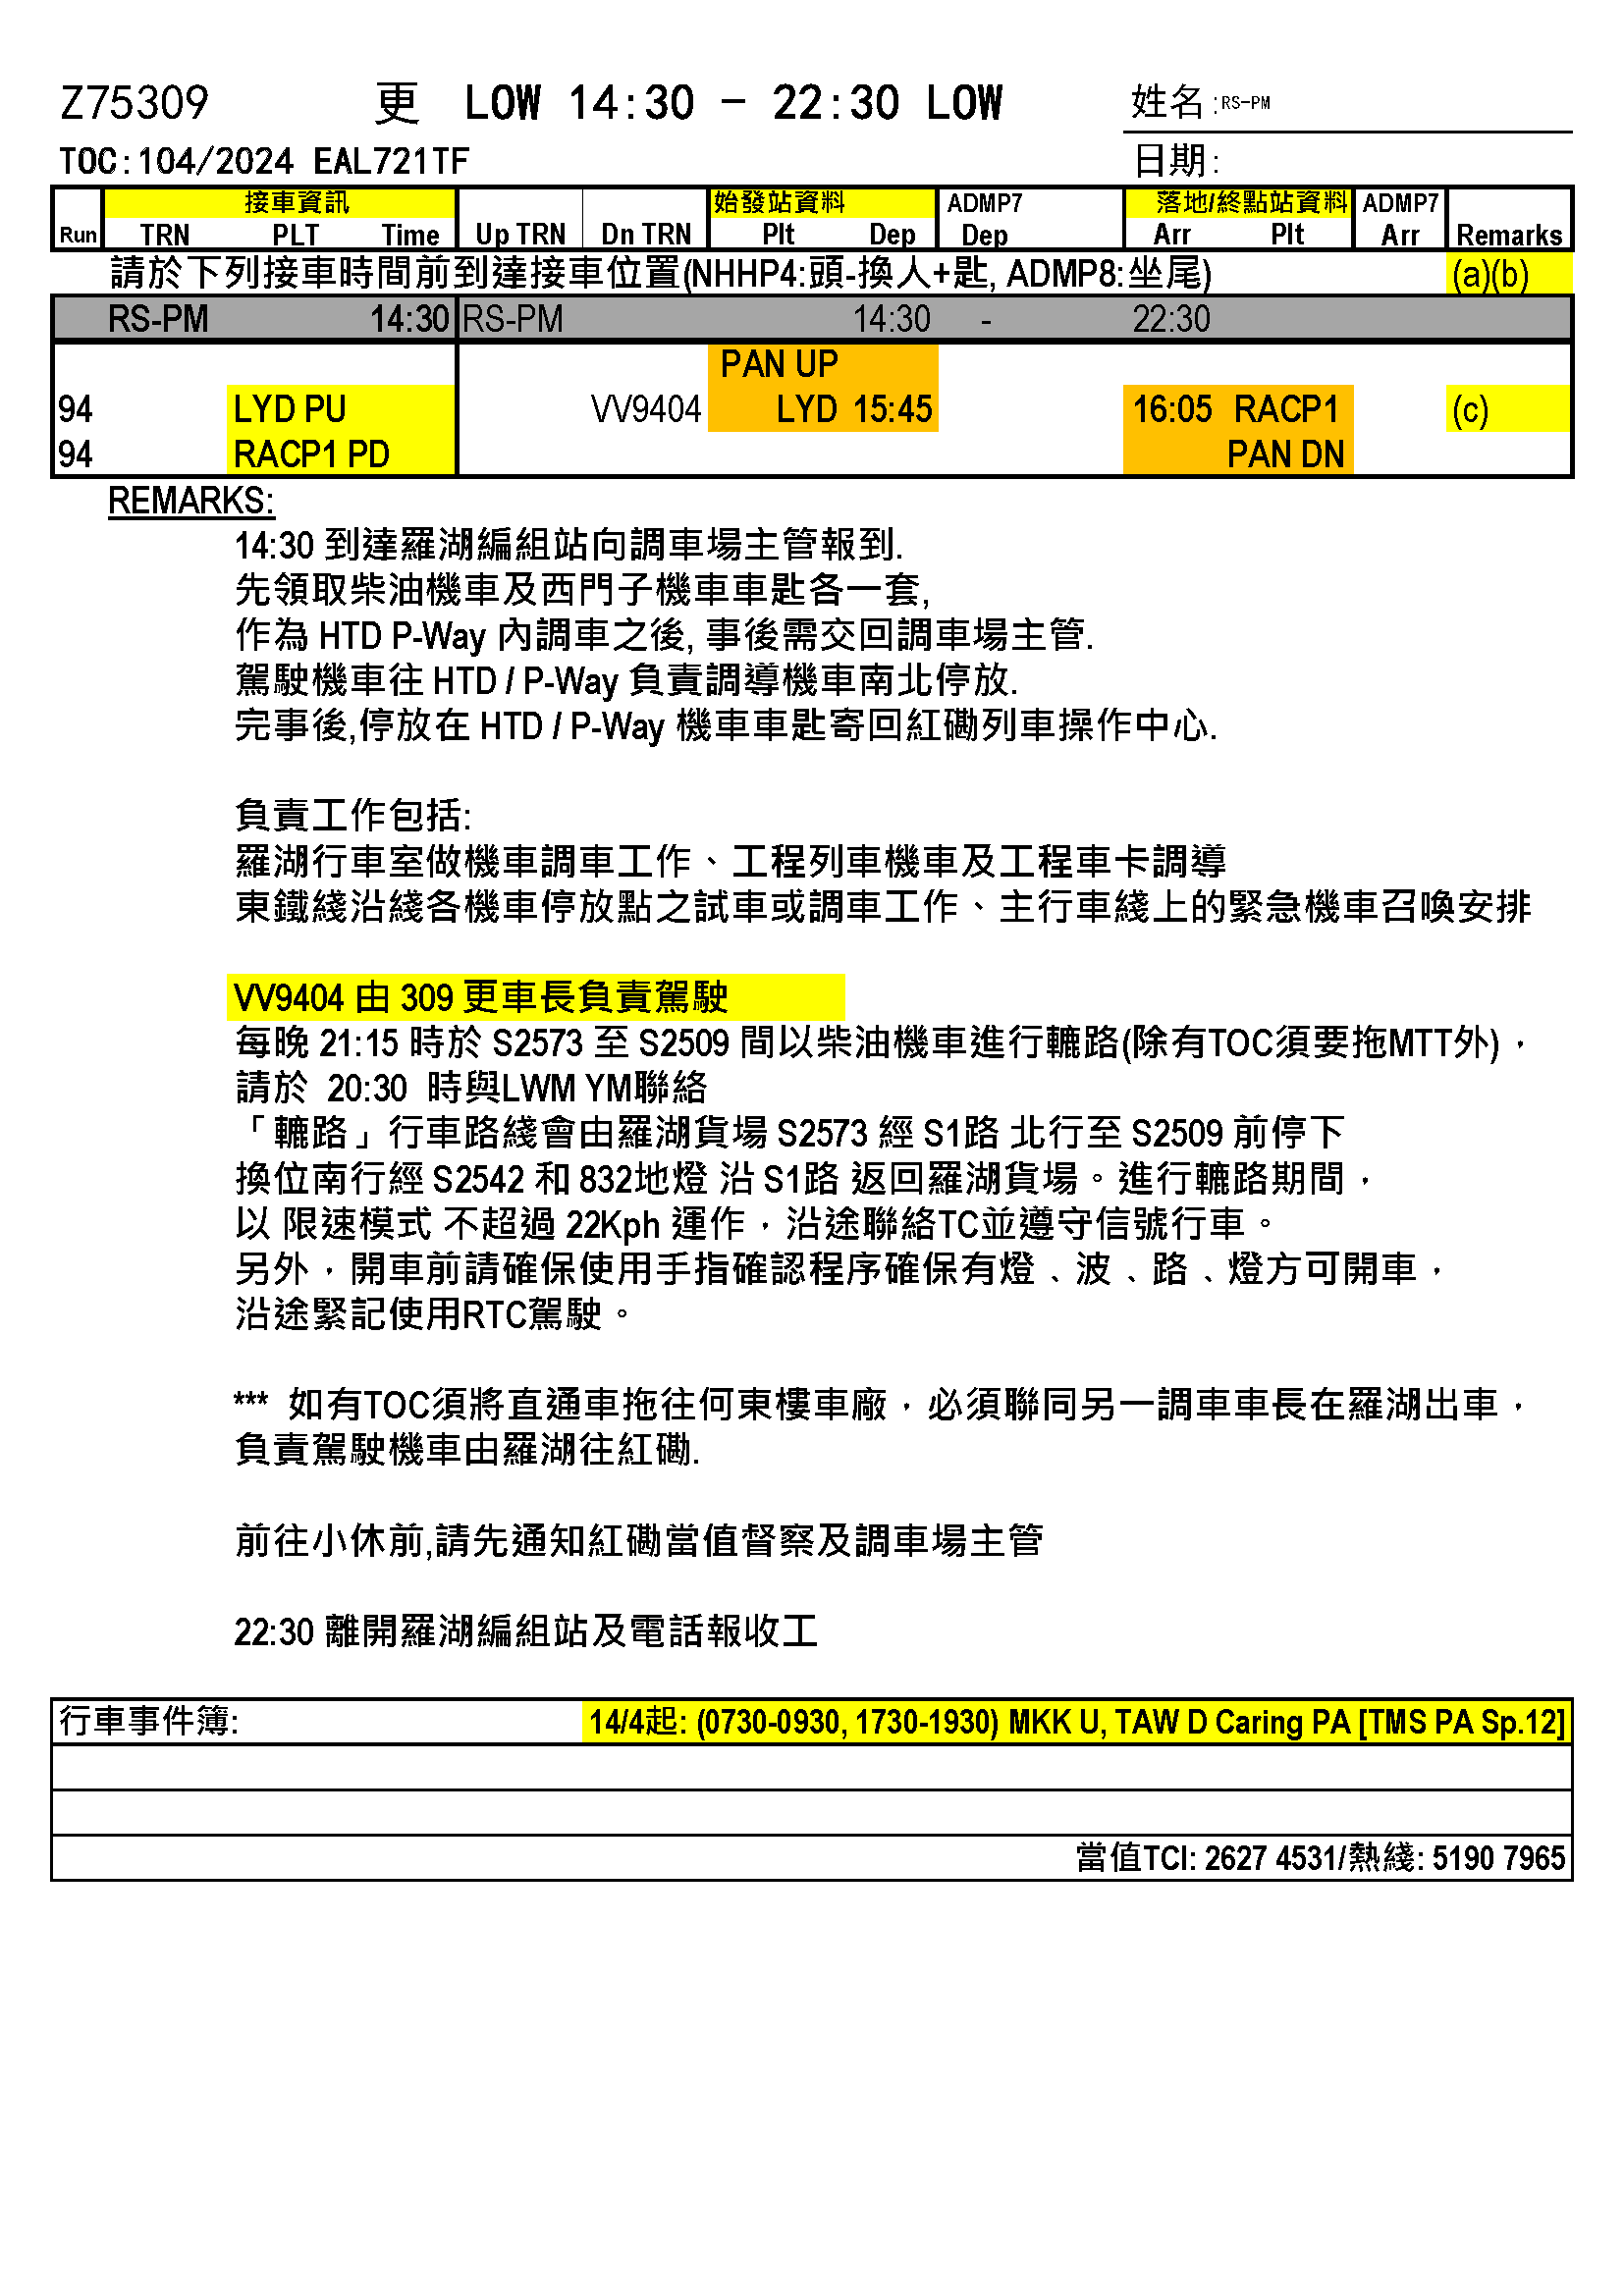 Z75309 更 LOW 14:30 - 22:30 LOW 姓名:RS-PM
TOC:104/2024 EAL721TF 日期:
接車資訊 始發站資料 ADMP7 落地/終點站資料 ADMP7
Run TRN PLT Time Up TRN Dn TRN Plt Dep Dep Arr Plt Arr Remarks
請於下列接車時間前到達接車位置(NHHP4:頭-換人+匙, ADMP8:坐尾) (a)(b)
RS-PM 14:30 RS-PM 14:30 - 22:30
PAN UP
94 LYD PU VV9404 LYD 15:45 16:05 RACP1 (c)
94 RACP1 PD PAN DN
REMARKS:
14:30 到達羅湖編組站向調車場主管報到.
先領取柴油機車及西門子機車車匙各一套,
作為 HTD P-Way 內調車之後, 事後需交回調車場主管.
駕駛機車往 HTD / P-Way 負責調導機車南北停放.
完事後,停放在 HTD / P-Way 機車車匙寄回紅磡列車操作中心.
負責工作包括:
羅湖行車室做機車調車工作、工程列車機車及工程車卡調導
東鐵綫沿綫各機車停放點之試車或調車工作、主行車綫上的緊急機車召喚安排
VV9404 由 309 更車長負責駕駛
每晚 21:15 時於 S2573 至 S2509 間以柴油機車進行轆路(除有TOC須要拖MTT外)，
請於 20:30 時與LWM YM聯絡
「轆路」行車路綫會由羅湖貨場 S2573 經 S1路 北行至 S2509 前停下
換位南行經 S2542 和 832地燈 沿 S1路 返回羅湖貨場。進行轆路期間，
以 限速模式 不超過 22Kph 運作，沿途聯絡TC並遵守信號行車。
另外，開車前請確保使用手指確認程序確保有燈﹑波﹑路﹑燈方可開車，
沿途緊記使用RTC駕駛。
*** 如有TOC須將直通車拖往何東樓車廠，必須聯同另一調車車長在羅湖出車，
負責駕駛機車由羅湖往紅磡.
前往小休前,請先通知紅磡當值督察及調車場主管
22:30 離開羅湖編組站及電話報收工
行車事件簿: 14/4起: (0730-0930, 1730-1930) MKK U, TAW D Caring PA [TMS PA Sp.12]
當值TCI: 2627 4531/熱綫: 5190 7965